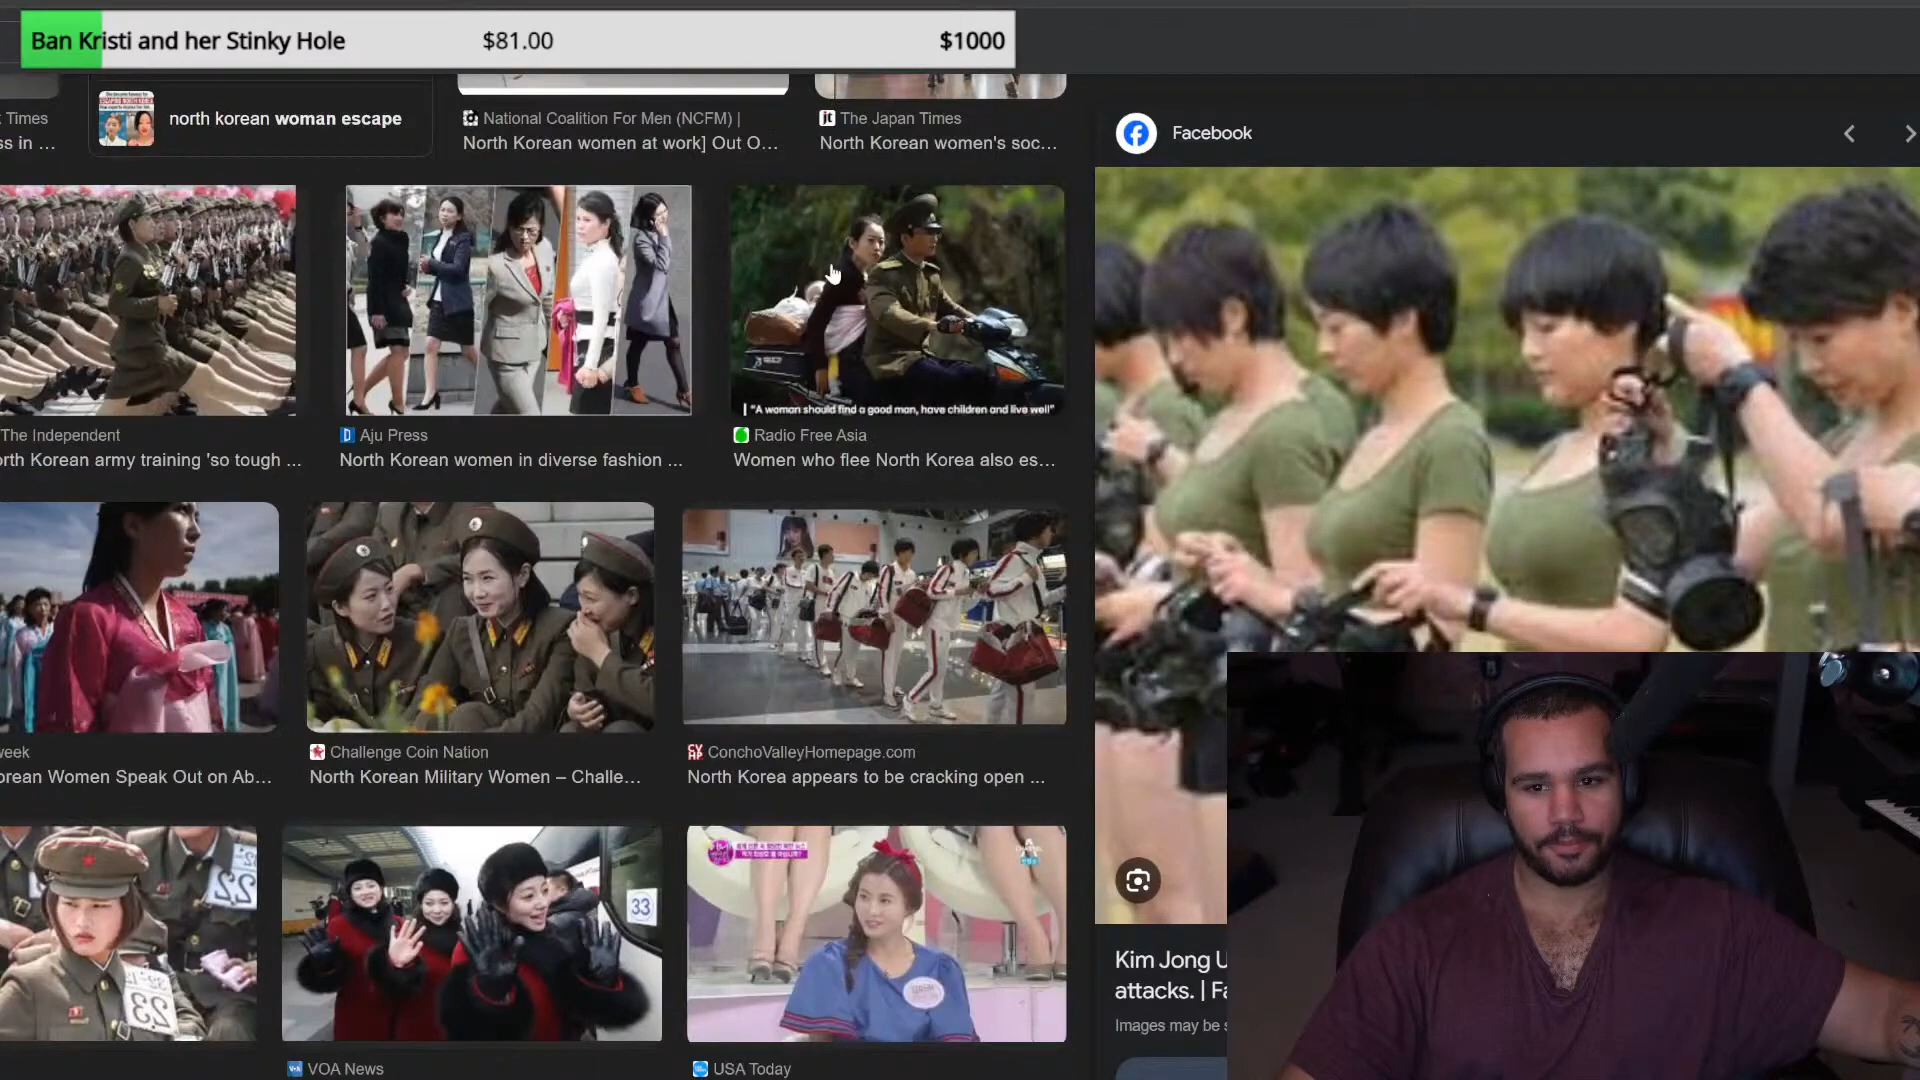 Ban Kristi and her Stinky Hole $81.00 $1000
Times
ss in ...
north korean woman escape
National Coalition For Men (NCFM) |
North Korean women at work] Out O...
The Japan Times
North Korean women's soc...
Facebook
"A woman should find a good man, have children and live well"
The Independent
orth Korean army training 'so tough ...
Aju Press
North Korean women in diverse fashion ...
Radio Free Asia
Women who flee North Korea also es...
week
orean Women Speak Out on Ab...
Challenge Coin Nation
North Korean Military Women – Challe...
ConchoValleyHomepage.com
North Korea appears to be cracking open ...
33
Kim Jong U
attacks. | Fa
Images may be s
VOA News
USA Today